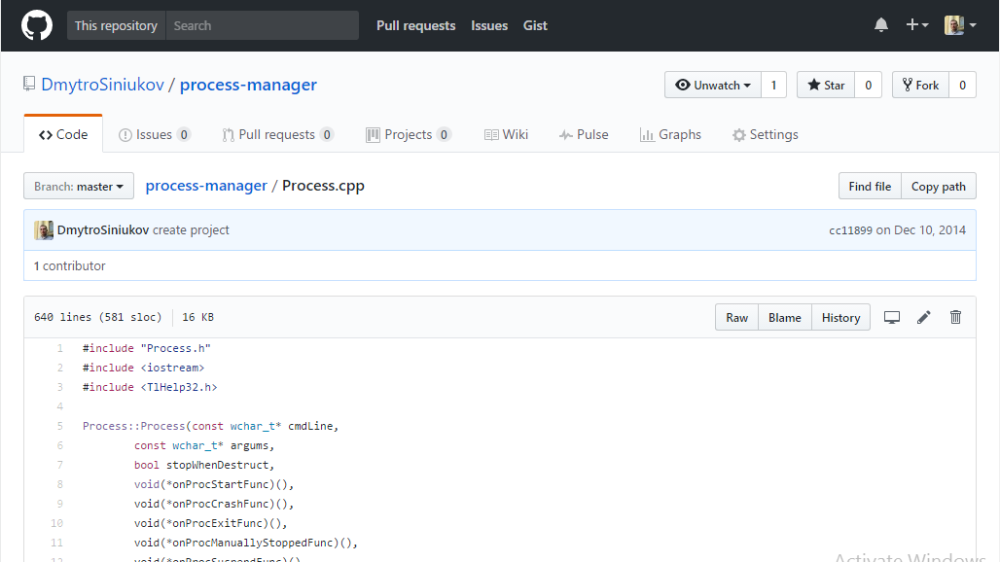 This repository Search Pull requests Issues Gist
DmytroSiniukov / process-manager Unwatch 1 Star 0 Fork 0
Code Issues 0 Pull requests 0 Projects 0 Wiki Pulse Graphs Settings
Branch: master process-manager / Process.cpp Find file Copy path
DmytroSiniukov create project cc11899 on Dec 10, 2014
1 contributor
640 lines (581 sloc) 16 KB Raw Blame History
1 #include "Process.h"
2 #include <iostream>
3 #include <TlHelp32.h>
4
5 Process::Process(const wchar_t* cmdLine,
6 const wchar_t* argums,
7 bool stopWhenDestruct,
8 void(*onProcStartFunc)(),
9 void(*onProcCrashFunc)(),
10 void(*onProcExitFunc)(),
11 void(*onProcManuallyStoppedFunc)(),
12 void(*onProcSuspendFunc)()
Activate Windows